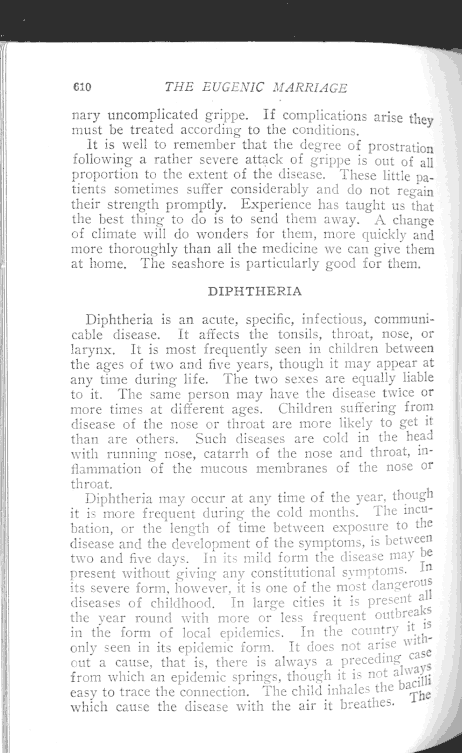 610 THE EUGENIC MARRIAGE
nary uncomplicated grippe. If complications arise they
must be treated according to the conditions.
It is well to remember that the degree of prostration
following a rather severe attack of grippe is out of all
proportion to the extent of the disease. These little pa-
tients sometimes suffer considerably and do not regain
their strength promptly. Experience has taught us that
the best thing to do is to send them away. A change
of climate will do wonders for them, more quickly and
more thoroughly than all the medicine we can give them
at home. The seashore is particularly good for them.
DIPHTHERIA
Diphtheria is an acute, specific, infectious, communi-
cable disease. It affects the tonsils, throat, nose, or
larynx. It is most frequently seen in children between
the ages of two and five years, though it may appear at
any time during life. The two sexes are equally liable
to it. The same person may have the disease twice or
more times at different ages. Children suffering from
disease of the nose or throat are more likely to get it
than are others. Such diseases are cold in the head
with running nose, catarrh of the nose and throat, in-
flammation of the mucous membranes of the nose or
throat.
Diphtheria may occur at any time of the year, though
it is more frequent during the cold months. The incu-
bation, or the length of time between exposure to the
disease and the development of the symptoms, is between
two and five days. In its mild form the disease may be
present without giving any constitutional symptoms. In
its severe form, however, it is one of the most dangerous
diseases of childhood. In large cities it is present all
the year round with more or less frequent outbreaks
in the form of local epidemics. In the country it is
only seen in its epidemic form. It does not arise with-
out a cause, that is, there is always a preceding case
from which an epidemic springs, though it is not always
easy to trace the connection. The child inhales the bacilli
which cause the disease with the air it breathes. The